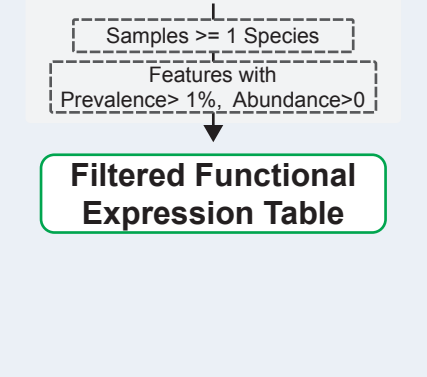 Samples >= 1 Species
Features with
Prevalence> 1%, Abundance>0
Filtered Functional
Expression Table